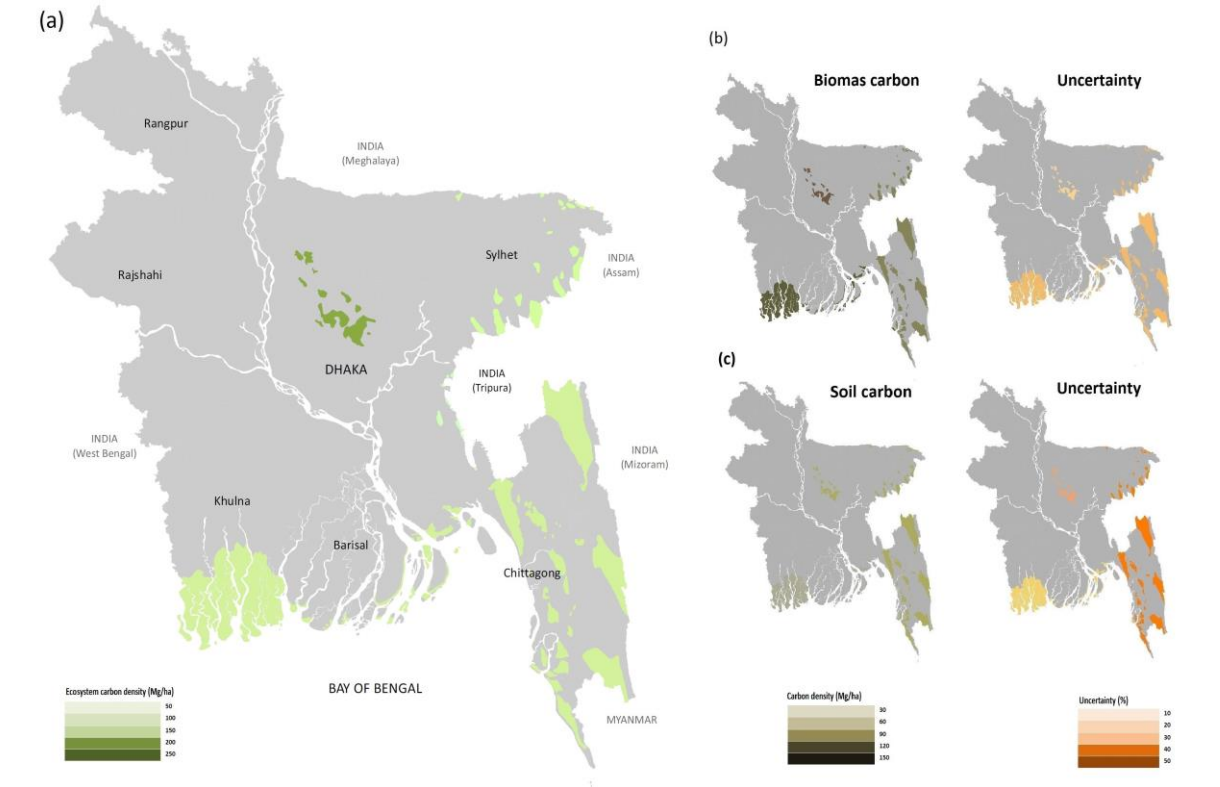 (a)
Rangpur
INDIA
(Meghalaya)
Rajshahi
Sylhet
INDIA
(Assam)
DHAKA
INDIA
(Tripura)
INDIA
(West Bengal)
INDIA
(Mizoram)
Khulna
Barisal
Chittagong
BAY OF BENGAL
MYANMAR
Ecosystem carbon density (Mg/ha)
50
100
150
200
250
(b)
Biomas carbon
Uncertainty
(c)
Soil carbon
Uncertainty
Carbon density (Mg/ha)
30
60
90
120
150
Uncertainty (%)
10
20
30
40
50